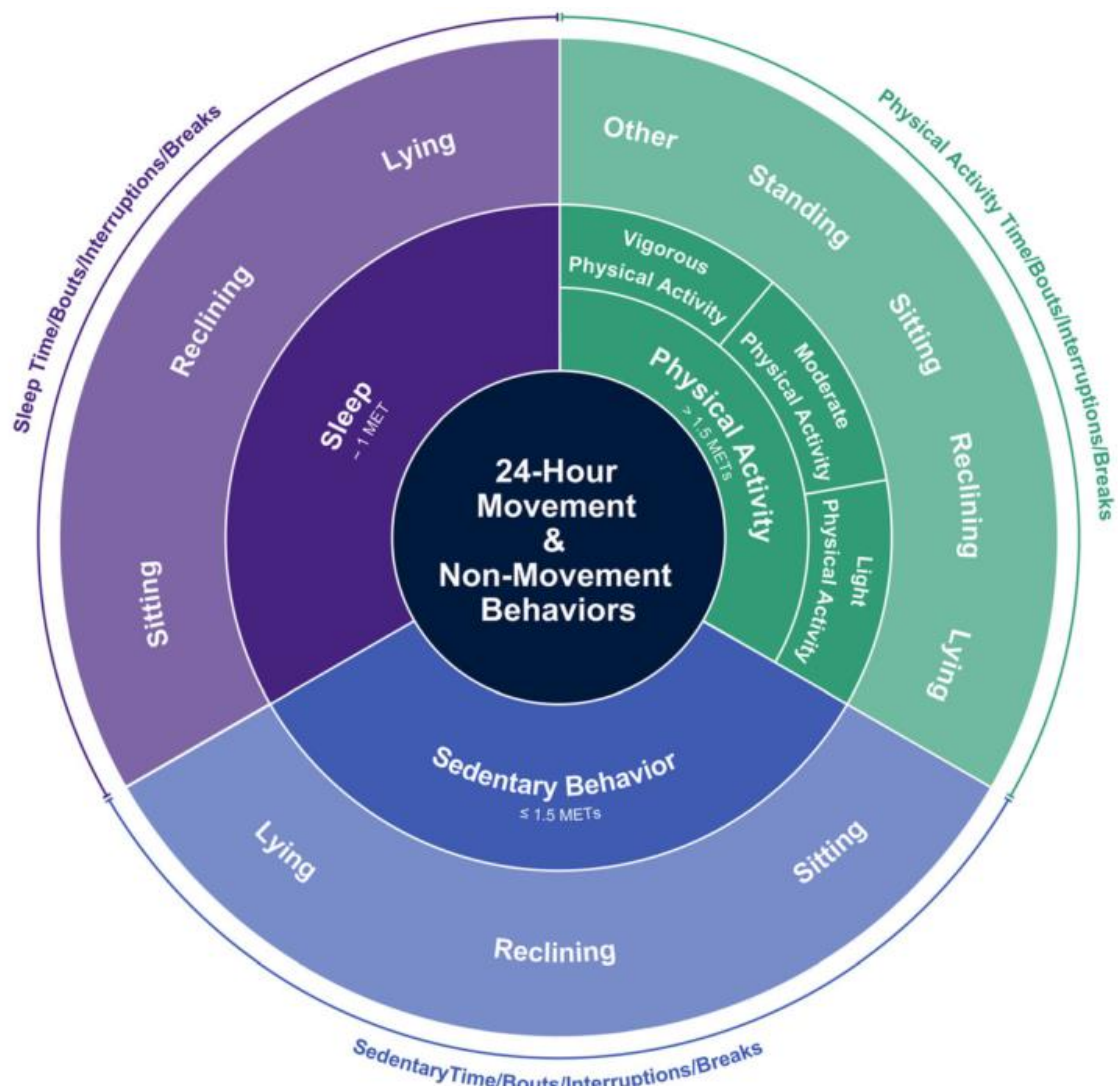 Sleep Time/Bouts/Interruptions/Breaks
Physical Activity Time/Bouts/Interruptions/Breaks
Lying
Reclining
Sitting
Sleep
~ 1 MET
Other
Standing
Sitting
Reclining
Lying
Vigorous
Physical Activity
Moderate
Physical Activity
Light
Physical Activity
Physical Activity
> 1.5 METs
24-Hour
Movement
&
Non-Movement
Behaviors
Sedentary Behavior
≤ 1.5 METs
Lying
Reclining
Sitting
SedentaryTime/Bouts/Interruptions/Breaks